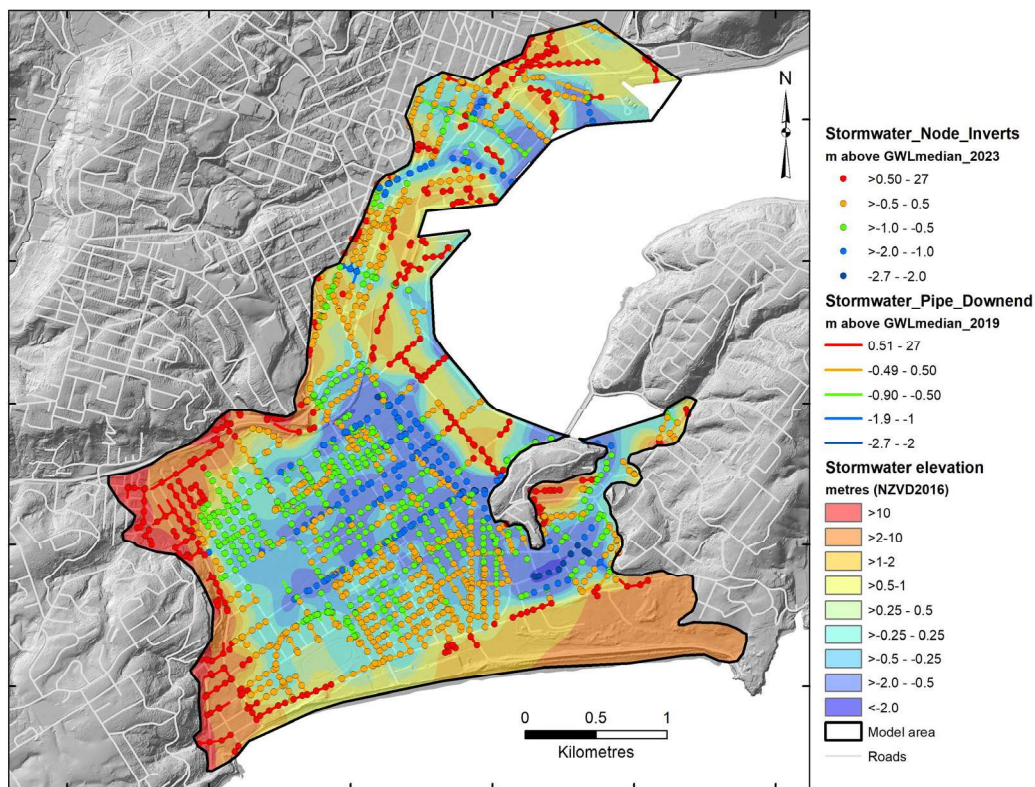 N
Stormwater_Node_Inverts
m above GWLmedian_2023
>0.50 - 27
>-0.5 - 0.5
>-1.0 - -0.5
>-2.0 - -1.0
-2.7 - -2.0
Stormwater_Pipe_Downend
m above GWLmedian_2019
0.51 - 27
-0.49 - 0.50
-0.90 - -0.50
-1.9 - -1
-2.7 - -2
Stormwater elevation
metres (NZVD2016)
>10
>2-10
>1-2
>0.5-1
>0.25 - 0.5
>-0.25 - 0.25
>-0.5 - -0.25
>-2.0 - -0.5
<-2.0
Model area
Roads
0 0.5 1
Kilometres